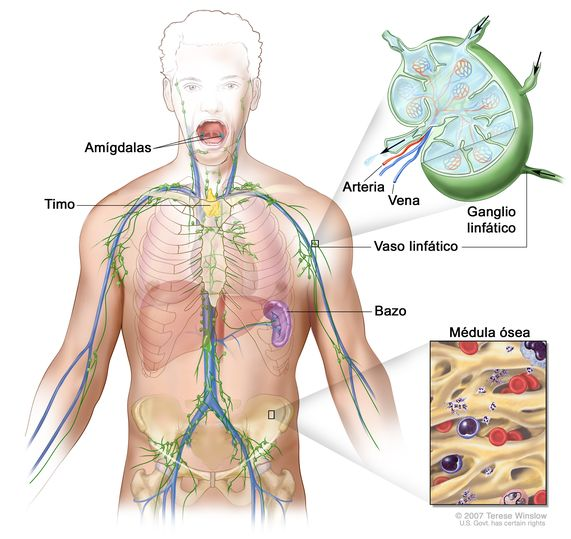 Amígdalas
Timo
Arteria
Vena
Ganglio
linfático
Vaso linfático
Bazo
Médula ósea
© 2007 Terese Winslow
U.S. Govt. has certain rights